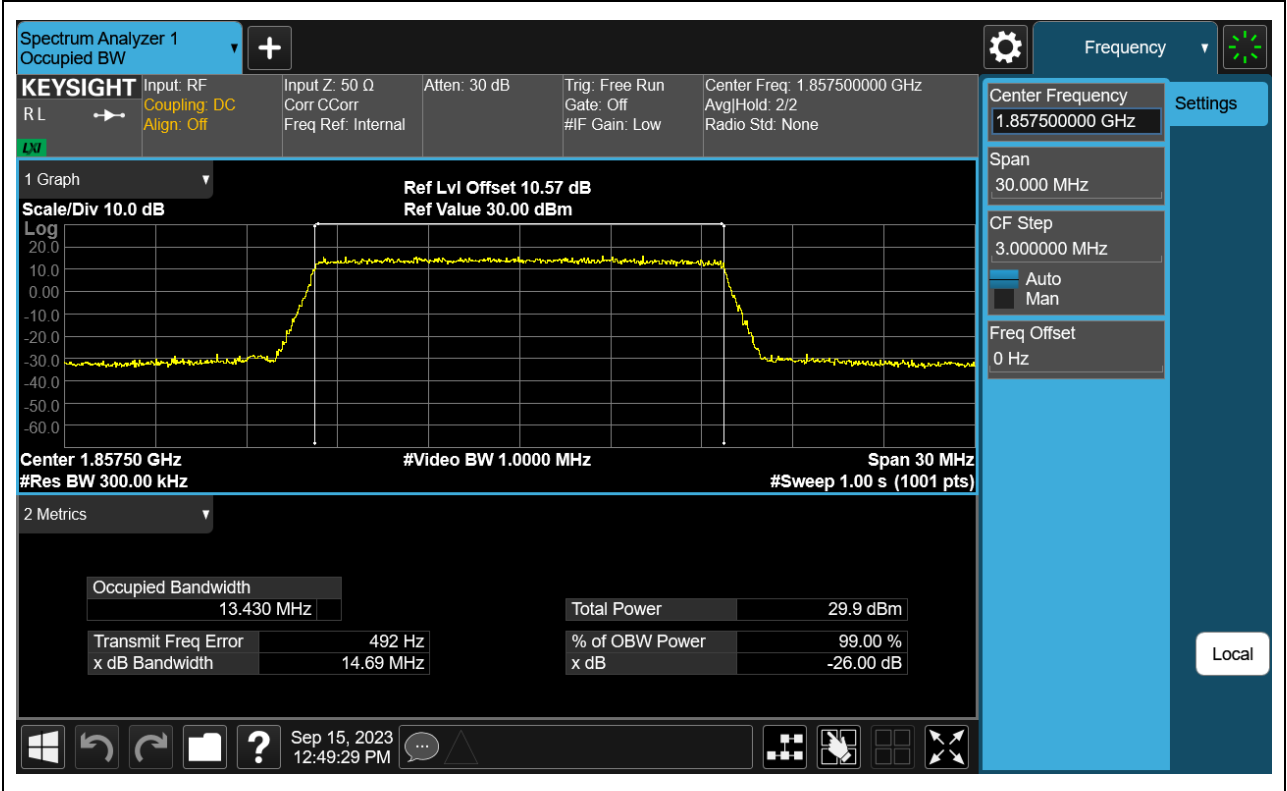 Spectrum Analyzer 1
Occupied BW
Frequency
KEYSIGHT
R L
LXI
Input: RF
Coupling: DC
Align: Off
Input Z: 50 Ω
Corr CCorr
Freq Ref: Internal
Atten: 30 dB
Trig: Free Run
Gate: Off
#IF Gain: Low
Center Freq: 1.857500000 GHz
Avg|Hold: 2/2
Radio Std: None
Center Frequency
1.857500000 GHz
Settings
Span
30.000 MHz
CF Step
3.000000 MHz
Auto
Man
Freq Offset
0 Hz
Local
1 Graph
Ref Lvl Offset 10.57 dB
Scale/Div 10.0 dB
Ref Value 30.00 dBm
Log
20.0
10.0
0.00
-10.0
-20.0
-30.0
-40.0
-50.0
-60.0
Center 1.85750 GHz
#Video BW 1.0000 MHz
Span 30 MHz
#Res BW 300.00 kHz
#Sweep 1.00 s (1001 pts)
2 Metrics
Occupied Bandwidth
13.430 MHz
Total Power 29.9 dBm
Transmit Freq Error 492 Hz
% of OBW Power 99.00 %
x dB Bandwidth 14.69 MHz
x dB -26.00 dB
?
Sep 15, 2023
12:49:29 PM